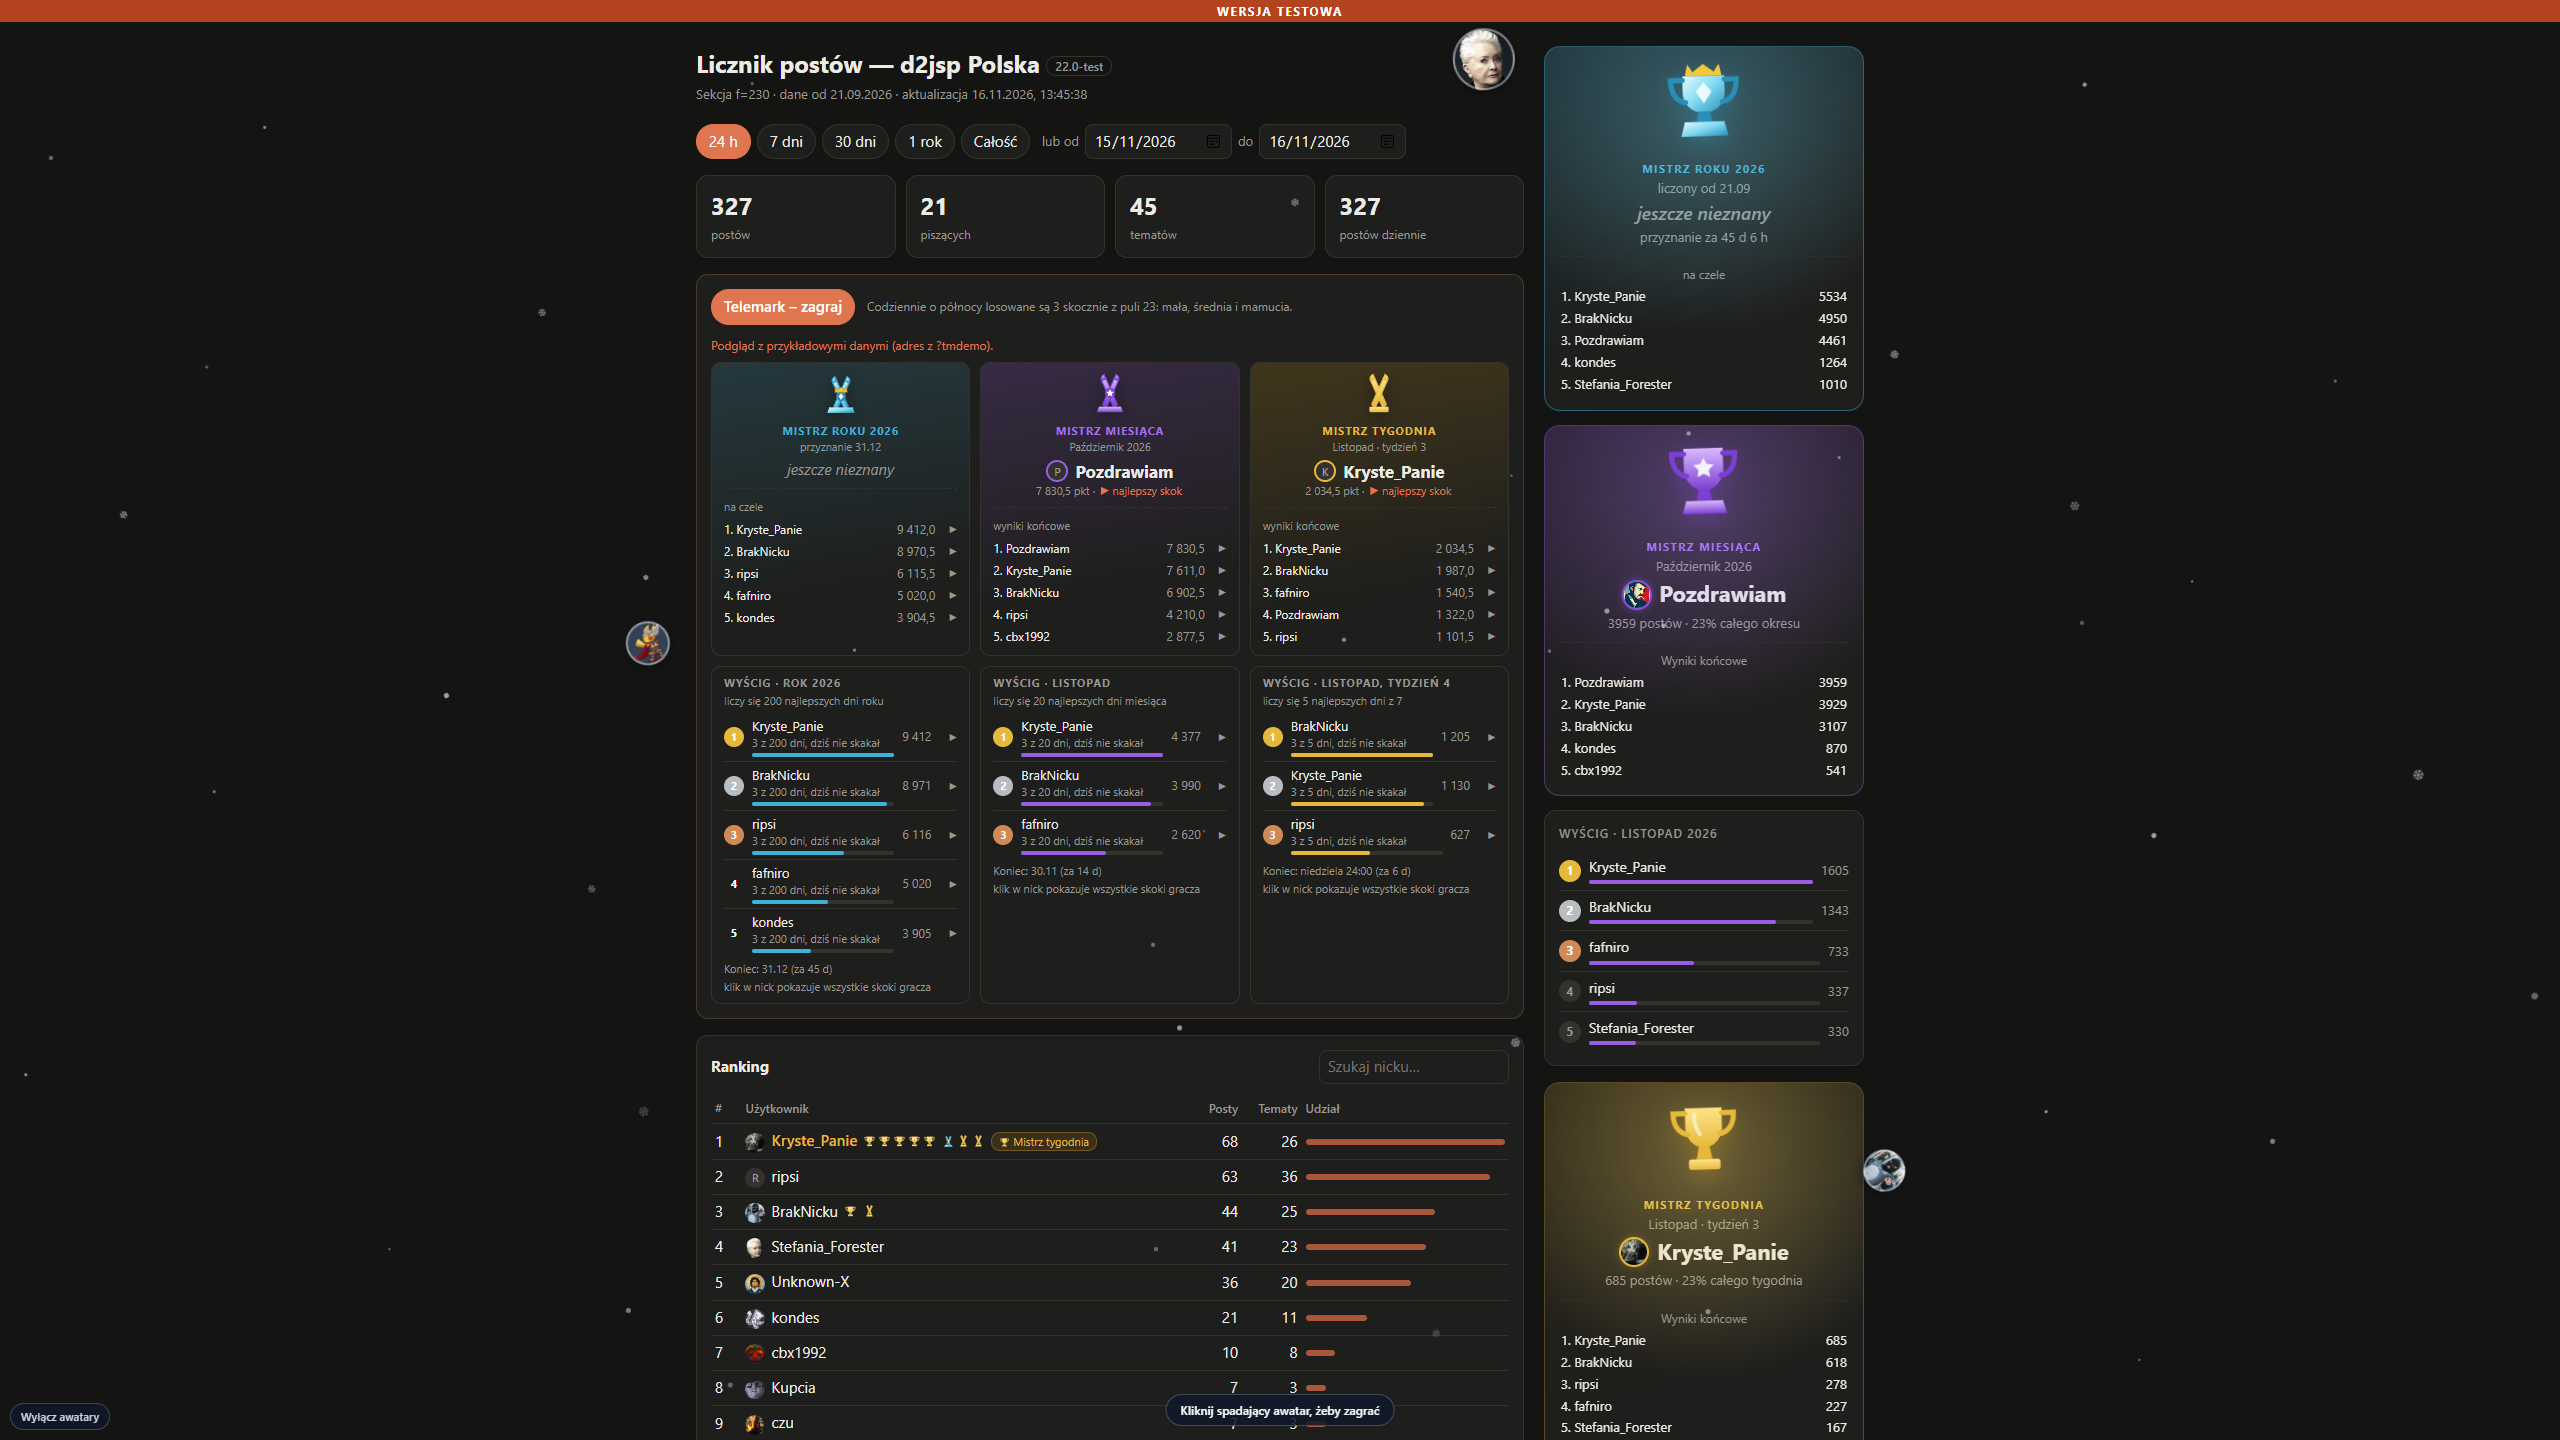 WERSJA TESTOWA
Licznik postów — d2jsp Polska 22.0-test
Sekcja f=230 · dane od 21.09.2026 · aktualizacja 16.11.2026, 13:45:38
24 h 7 dni 30 dni 1 rok Całość lub od 15/11/2026 do 16/11/2026
327 21 45 327
postów piszących tematów postów dziennie
Telemark – zagraj Codziennie o północy losowane są 3 skocznie z puli 23: mała, średnia i mamucia.
Podgląd z przykładowymi danymi (adres z ?tmdemo).
MISTRZ ROKU 2026
przyznanie 31.12
jeszcze nieznany
na czele
1. Kryste_Panie 9 412,0
2. BrakNicku 8 970,5
3. ripsi 6 115,5
4. fafniro 5 020,0
5. kondes 3 904,5
MISTRZ MIESIĄCA
Październik 2026
P Pozdrawiam
7 830,5 pkt · ▶ najlepszy skok
wyniki końcowe
1. Pozdrawiam 7 830,5
2. Kryste_Panie 7 611,0
3. BrakNicku 6 902,5
4. ripsi 4 210,0
5. cbx1992 2 877,5
MISTRZ TYGODNIA
Listopad · tydzień 3
K Kryste_Panie
2 034,5 pkt · ▶ najlepszy skok
wyniki końcowe
1. Kryste_Panie 2 034,5
2. BrakNicku 1 987,0
3. fafniro 1 540,5
4. Pozdrawiam 1 322,0
5. ripsi 1 101,5
WYŚCIG · ROK 2026
liczy się 200 najlepszych dni roku
1 Kryste_Panie 9 412
3 z 200 dni, dziś nie skakał
2 BrakNicku 8 971
3 z 200 dni, dziś nie skakał
3 ripsi 6 116
3 z 200 dni, dziś nie skakał
4 fafniro 5 020
3 z 200 dni, dziś nie skakał
5 kondes 3 905
3 z 200 dni, dziś nie skakał
Koniec: 31.12 (za 45 d)
klik w nick pokazuje wszystkie skoki gracza
WYŚCIG · LISTOPAD
liczy się 20 najlepszych dni miesiąca
1 Kryste_Panie 4 377
3 z 20 dni, dziś nie skakał
2 BrakNicku 3 990
3 z 20 dni, dziś nie skakał
3 fafniro 2 620
3 z 20 dni, dziś nie skakał
Koniec: 30.11 (za 14 d)
klik w nick pokazuje wszystkie skoki gracza
WYŚCIG · LISTOPAD, TYDZIEŃ 4
liczy się 5 najlepszych dni z 7
1 BrakNicku 1 205
3 z 5 dni, dziś nie skakał
2 Kryste_Panie 1 130
3 z 5 dni, dziś nie skakał
3 ripsi 627
3 z 5 dni, dziś nie skakał
Koniec: niedziela 24:00 (za 6 d)
klik w nick pokazuje wszystkie skoki gracza
Ranking Szukaj nicku...
# Użytkownik Posty Tematy Udział
1 Kryste_Panie Mistrz tygodnia 68 26
2 R ripsi 63 36
3 BrakNicku 44 25
4 Stefania_Forester 41 23
5 Unknown-X 36 20
6 kondes 21 11
7 cbx1992 10 8
8 Kupcia 7 3
9 czu
Wyłącz awatary
Kliknij spadający awatar, żeby zagrać
MISTRZ ROKU 2026
liczony od 21.09
jeszcze nieznany
przyznanie za 45 d 6 h
na czele
1. Kryste_Panie 5534
2. BrakNicku 4950
3. Pozdrawiam 4461
4. kondes 1264
5. Stefania_Forester 1010
MISTRZ MIESIĄCA
Październik 2026
Pozdrawiam
3959 postów · 23% całego okresu
Wyniki końcowe
1. Pozdrawiam 3959
2. Kryste_Panie 3929
3. BrakNicku 3107
4. kondes 870
5. cbx1992 541
WYŚCIG · LISTOPAD 2026
1 Kryste_Panie 1605
2 BrakNicku 1343
3 fafniro 733
4 ripsi 337
5 Stefania_Forester 330
MISTRZ TYGODNIA
Listopad · tydzień 3
Kryste_Panie
685 postów · 23% całego tygodnia
Wyniki końcowe
1. Kryste_Panie 685
2. BrakNicku 618
3. ripsi 278
4. fafniro 227
5. Stefania_Forester 167